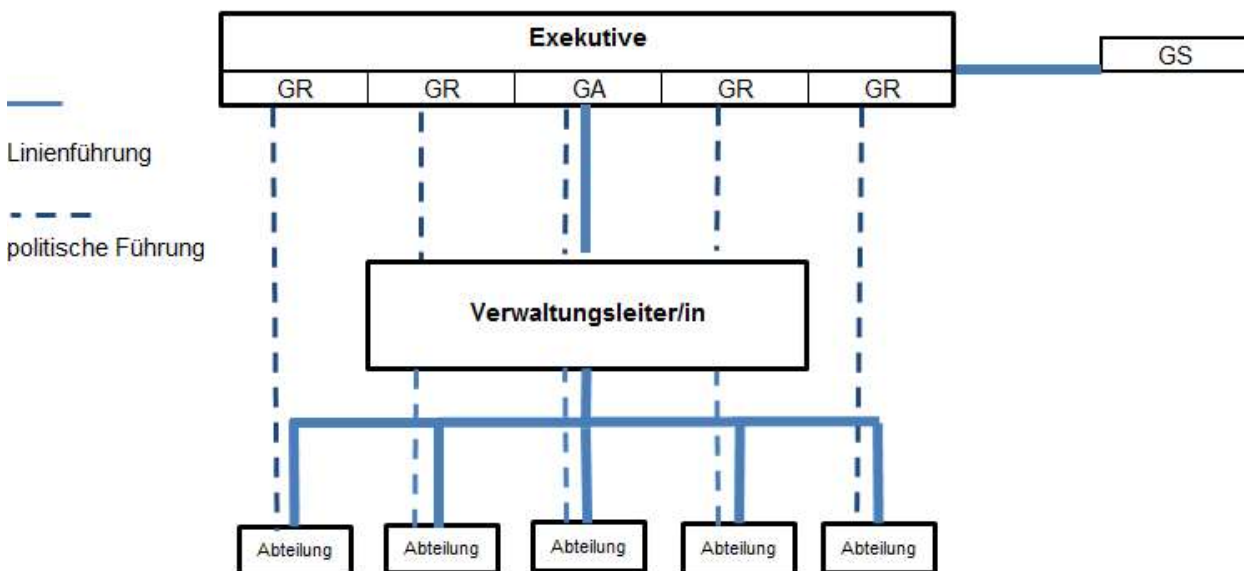 Exekutive
GS
GR
GR
GA
GR
GR
Linienführung
politische Führung
Verwaltungsleiter/in
Abteilung
Abteilung
Abteilung
Abteilung
Abteilung